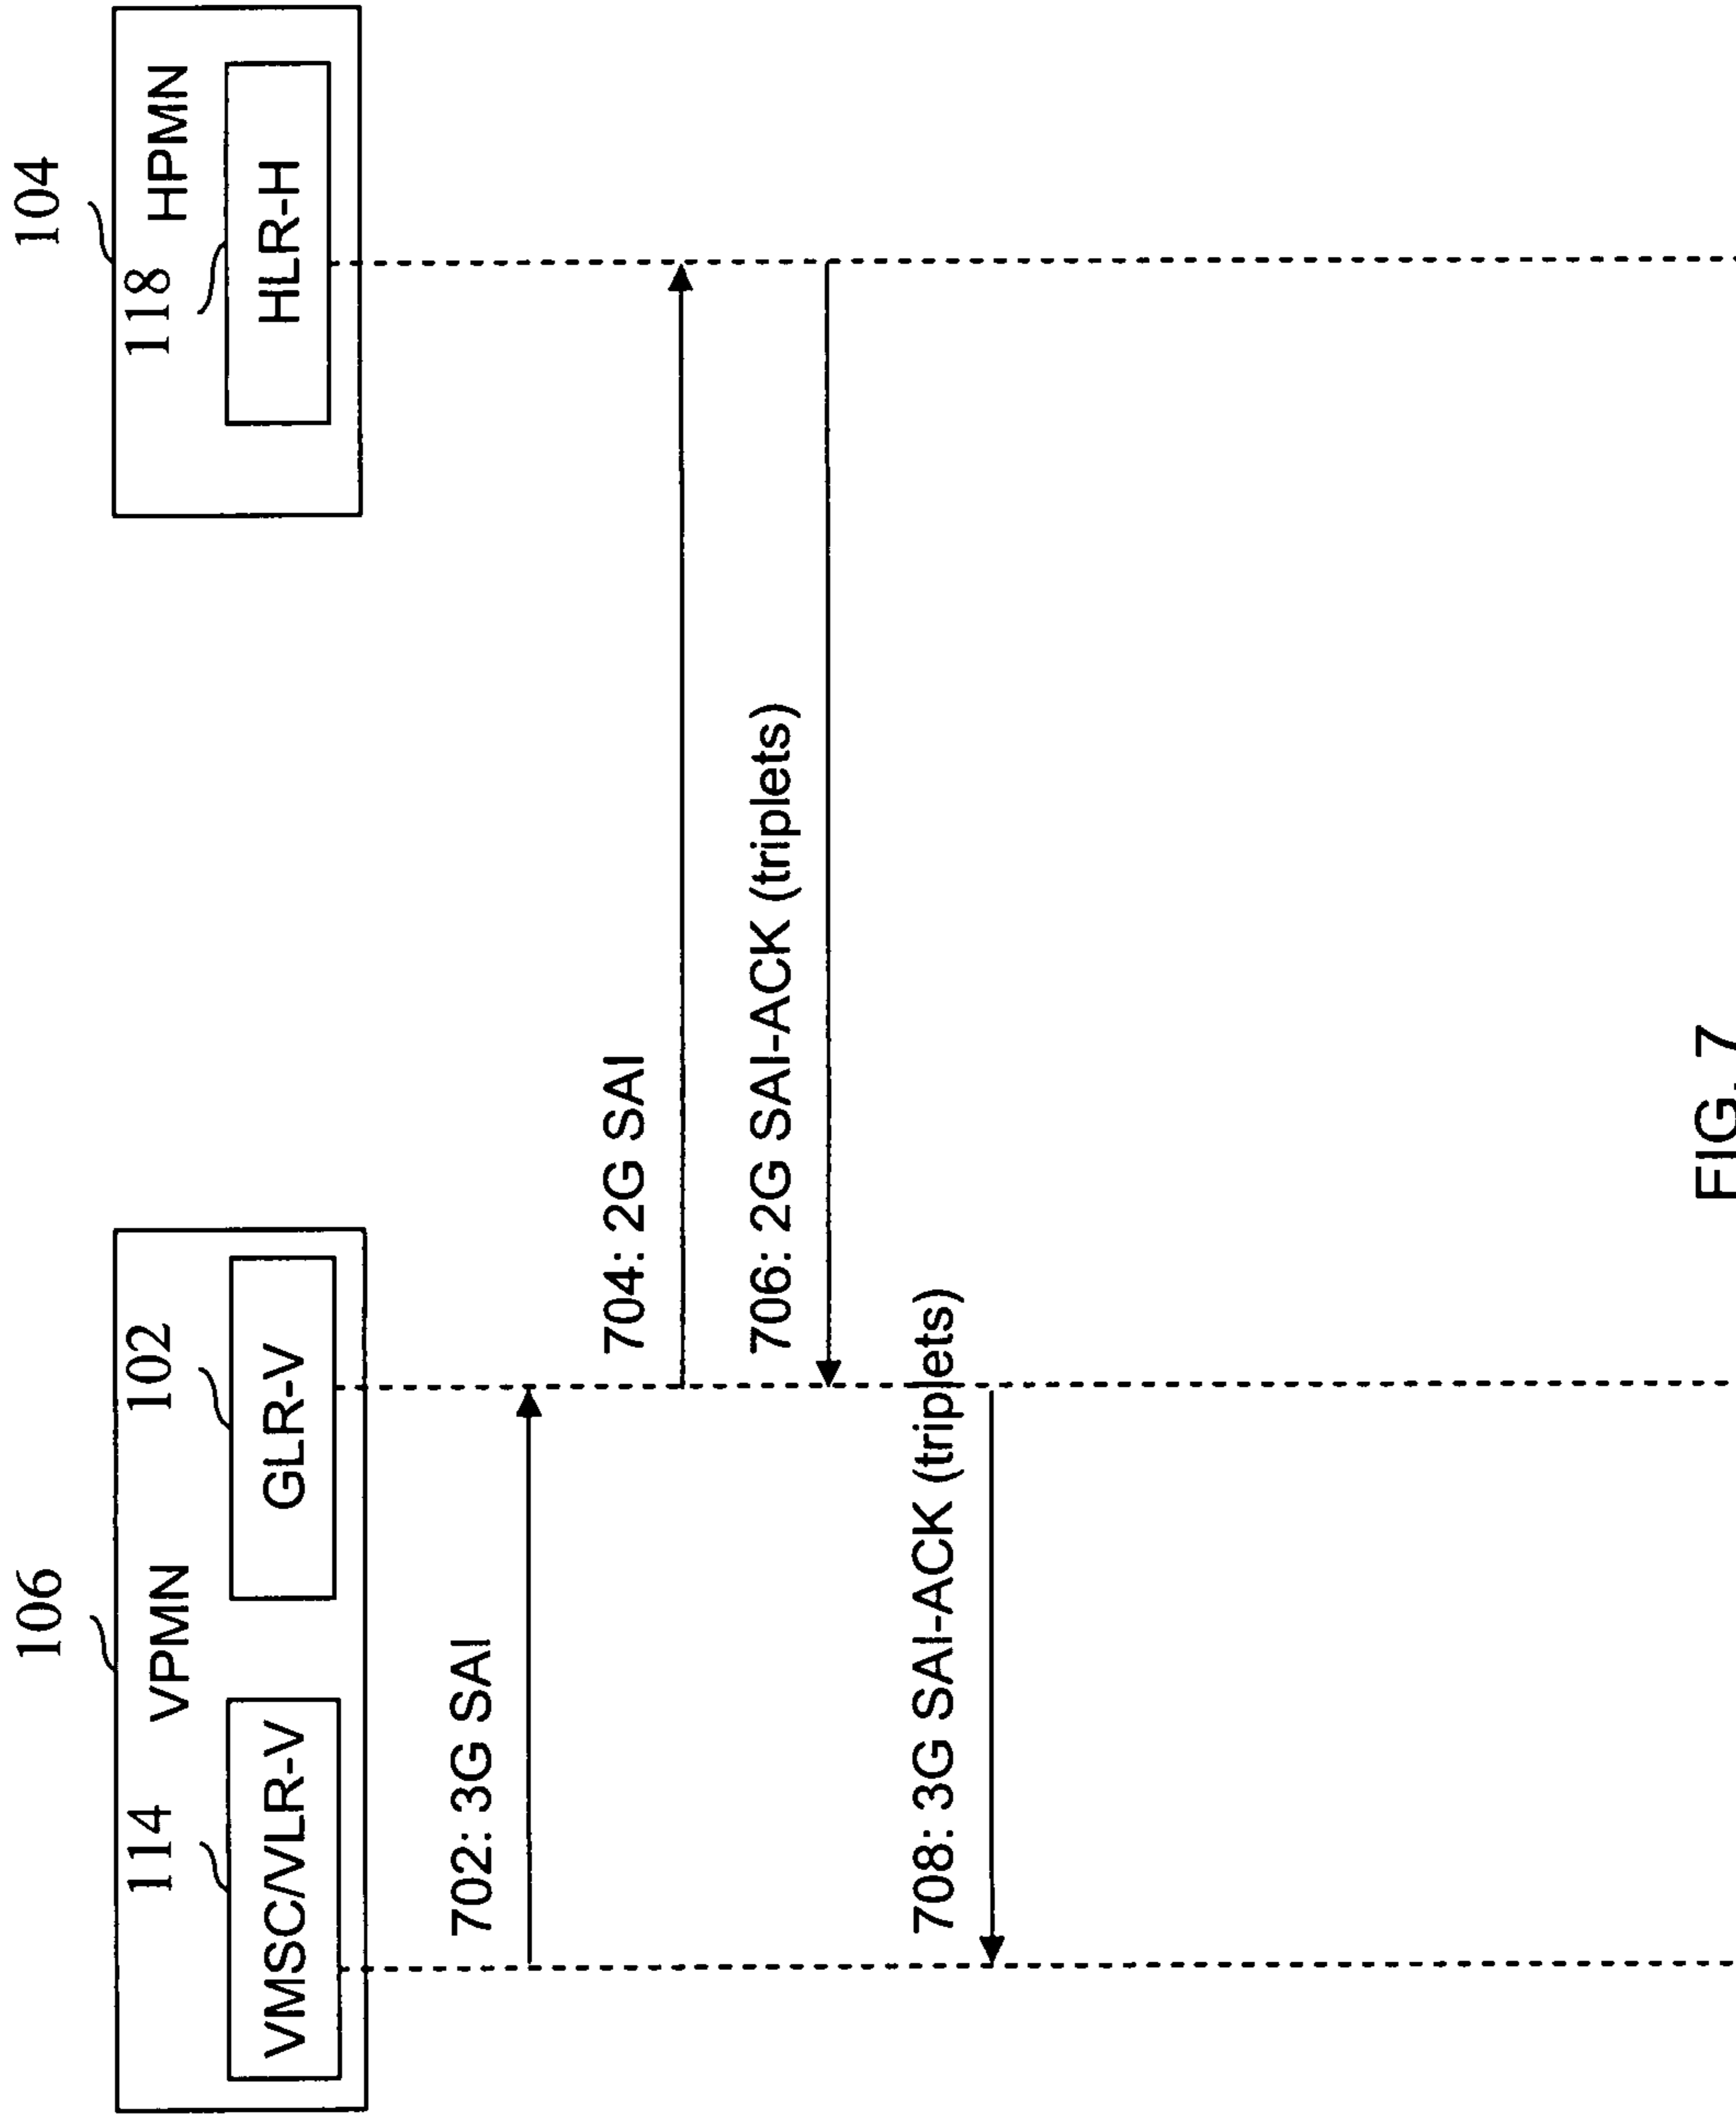 106
104
VPMN
118 HPMN
114
102
VMSC/VLR-V
GLR-V
HLR-H
702: 3G SAI
704: 2G SAI
706: 2G SAI-ACK (triplets)
708: 3G SAI-ACK (triplets)
FIG. 7